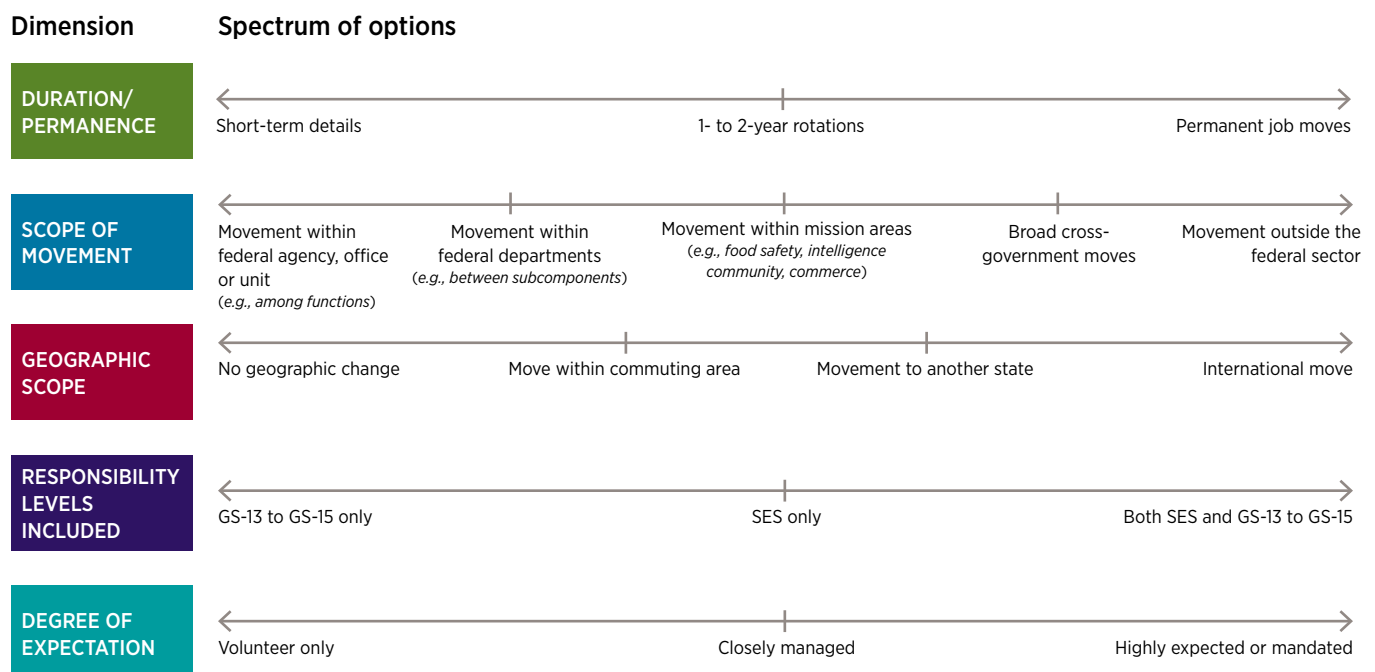 Dimension
Spectrum of options
DURATION/
PERMANENCE
Short-term details
1- to 2-year rotations
Permanent job moves
SCOPE OF
MOVEMENT
Movement within
federal agency, office
or unit
(e.g., among functions)
Movement within
federal departments
(e.g., between subcomponents)
Movement within mission areas
(e.g., food safety, intelligence
community, commerce)
Broad cross-
government moves
Movement outside the
federal sector
GEOGRAPHIC
SCOPE
No geographic change
Move within commuting area
Movement to another state
International move
RESPONSIBILITY
LEVELS
INCLUDED
GS-13 to GS-15 only
SES only
Both SES and GS-13 to GS-15
DEGREE OF
EXPECTATION
Volunteer only
Closely managed
Highly expected or mandated